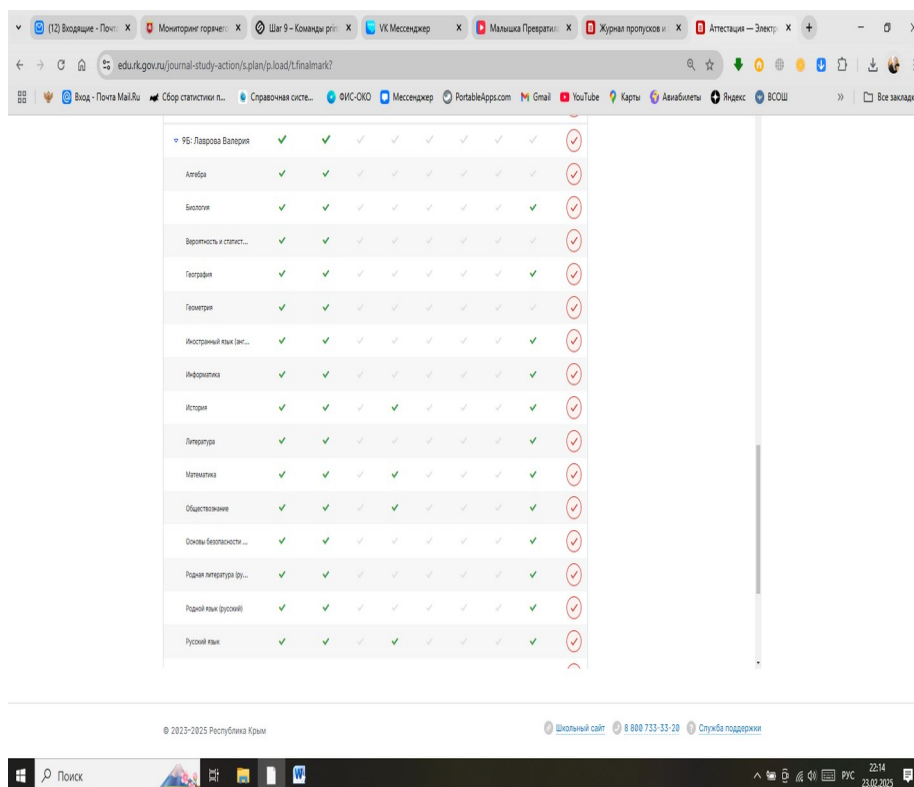 (12) Входящие - Почт
Мониторинг горячег
Шаг 9 – Команды prin
VK Мессенджер
Малышка Превратил
Журнал пропусков и
Аттестация — Электр
edu.rk.gov.ru/journal-study-action/s.plan/p.load/t.finalmark?
Вход - Почта Mail.Ru
Сбор статистики п...
Справочная систе...
ФИС-ОКО
Мессенджер
PortableApps.com
Gmail
YouTube
Карты
Авиабилеты
Яндекс
ВСОШ
»
Все закладк
9Б: Лаврова Валерия
Алгебра
Биология
Вероятность и статист...
География
Геометрия
Иностранный язык (анг...
Информатика
История
Литература
Математика
Обществознание
Основы безопасности ...
Родная литература (ру...
Родной язык (русский)
Русский язык
© 2023-2025 Республика Крым
Школьный сайт
8 800 733-33-20
Служба поддержки
Поиск
РУС
22:14
23.02.2025